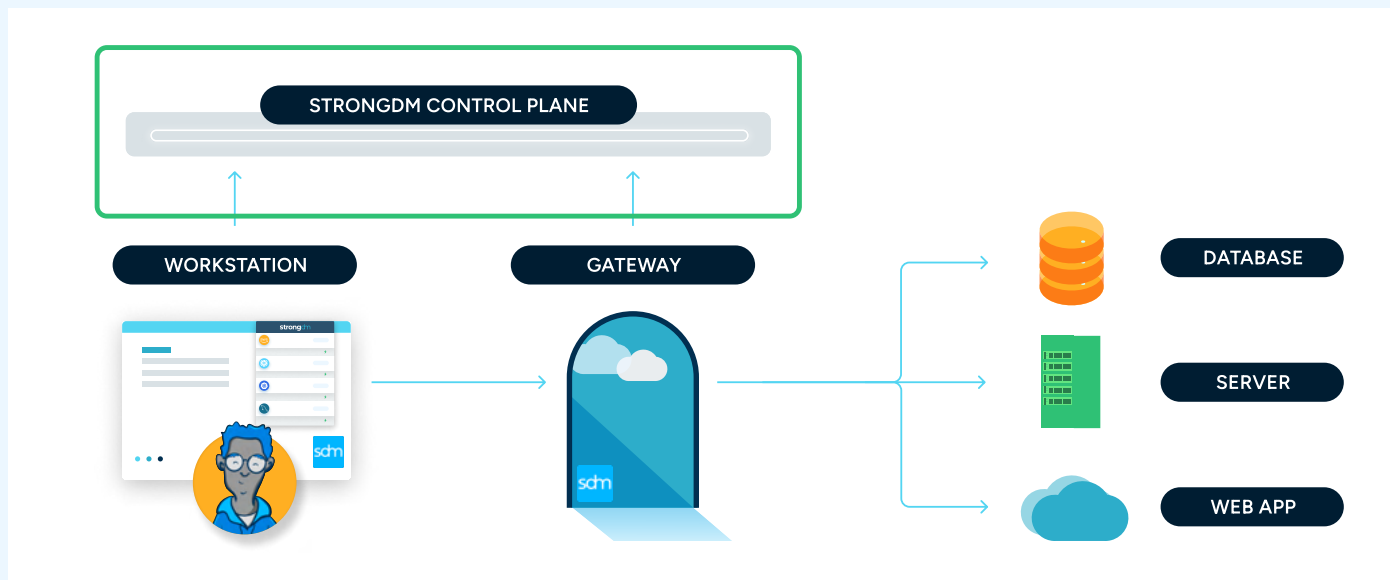 STRONGDM CONTROL PLANE
WORKSTATION
GATEWAY
DATABASE
SERVER
WEB APP
strongdm
sdm
sdm